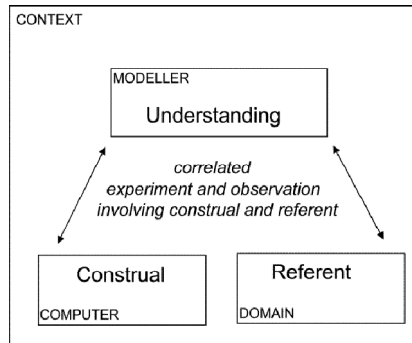 CONTEXT
MODELLER
Understanding
correlated
experiment and observation
involving construal and referent
Construal
COMPUTER
Referent
DOMAIN